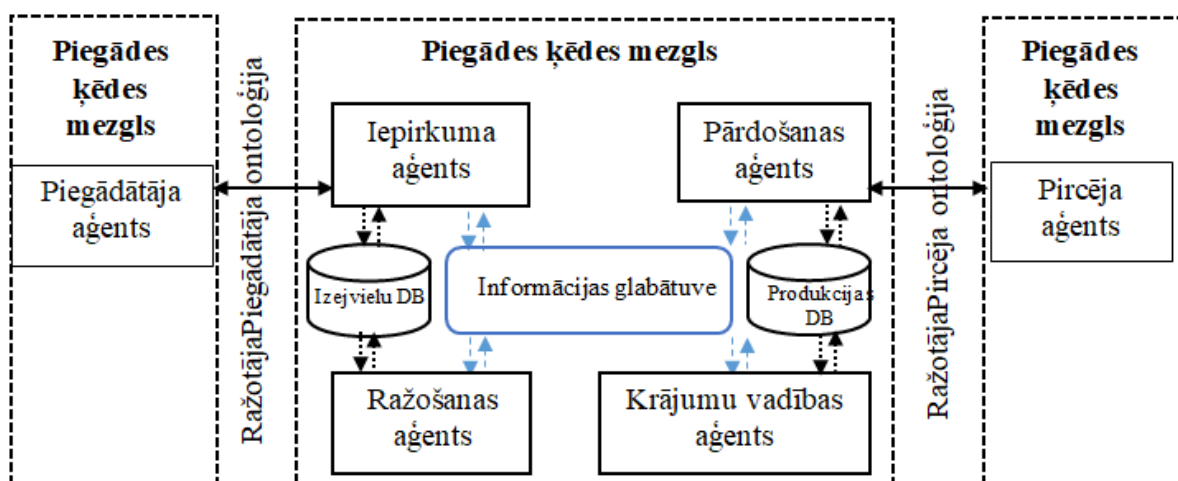 Piegādes
ķēdes
mezgls
Piegādātāja
aģents
RažotājaPiegādātāja ontoloģija
Piegādes ķēdes mezgls
Iepirkuma
aģents
Pārdošanas
aģents
Izejvielu DB
Informācijas glabātuve
Produkcijas
DB
Ražošanas
aģents
Krājumu vadības
aģents
RažotājaPircēja ontoloģija
Piegādes
ķēdes
mezgls
Pircēja
aģents